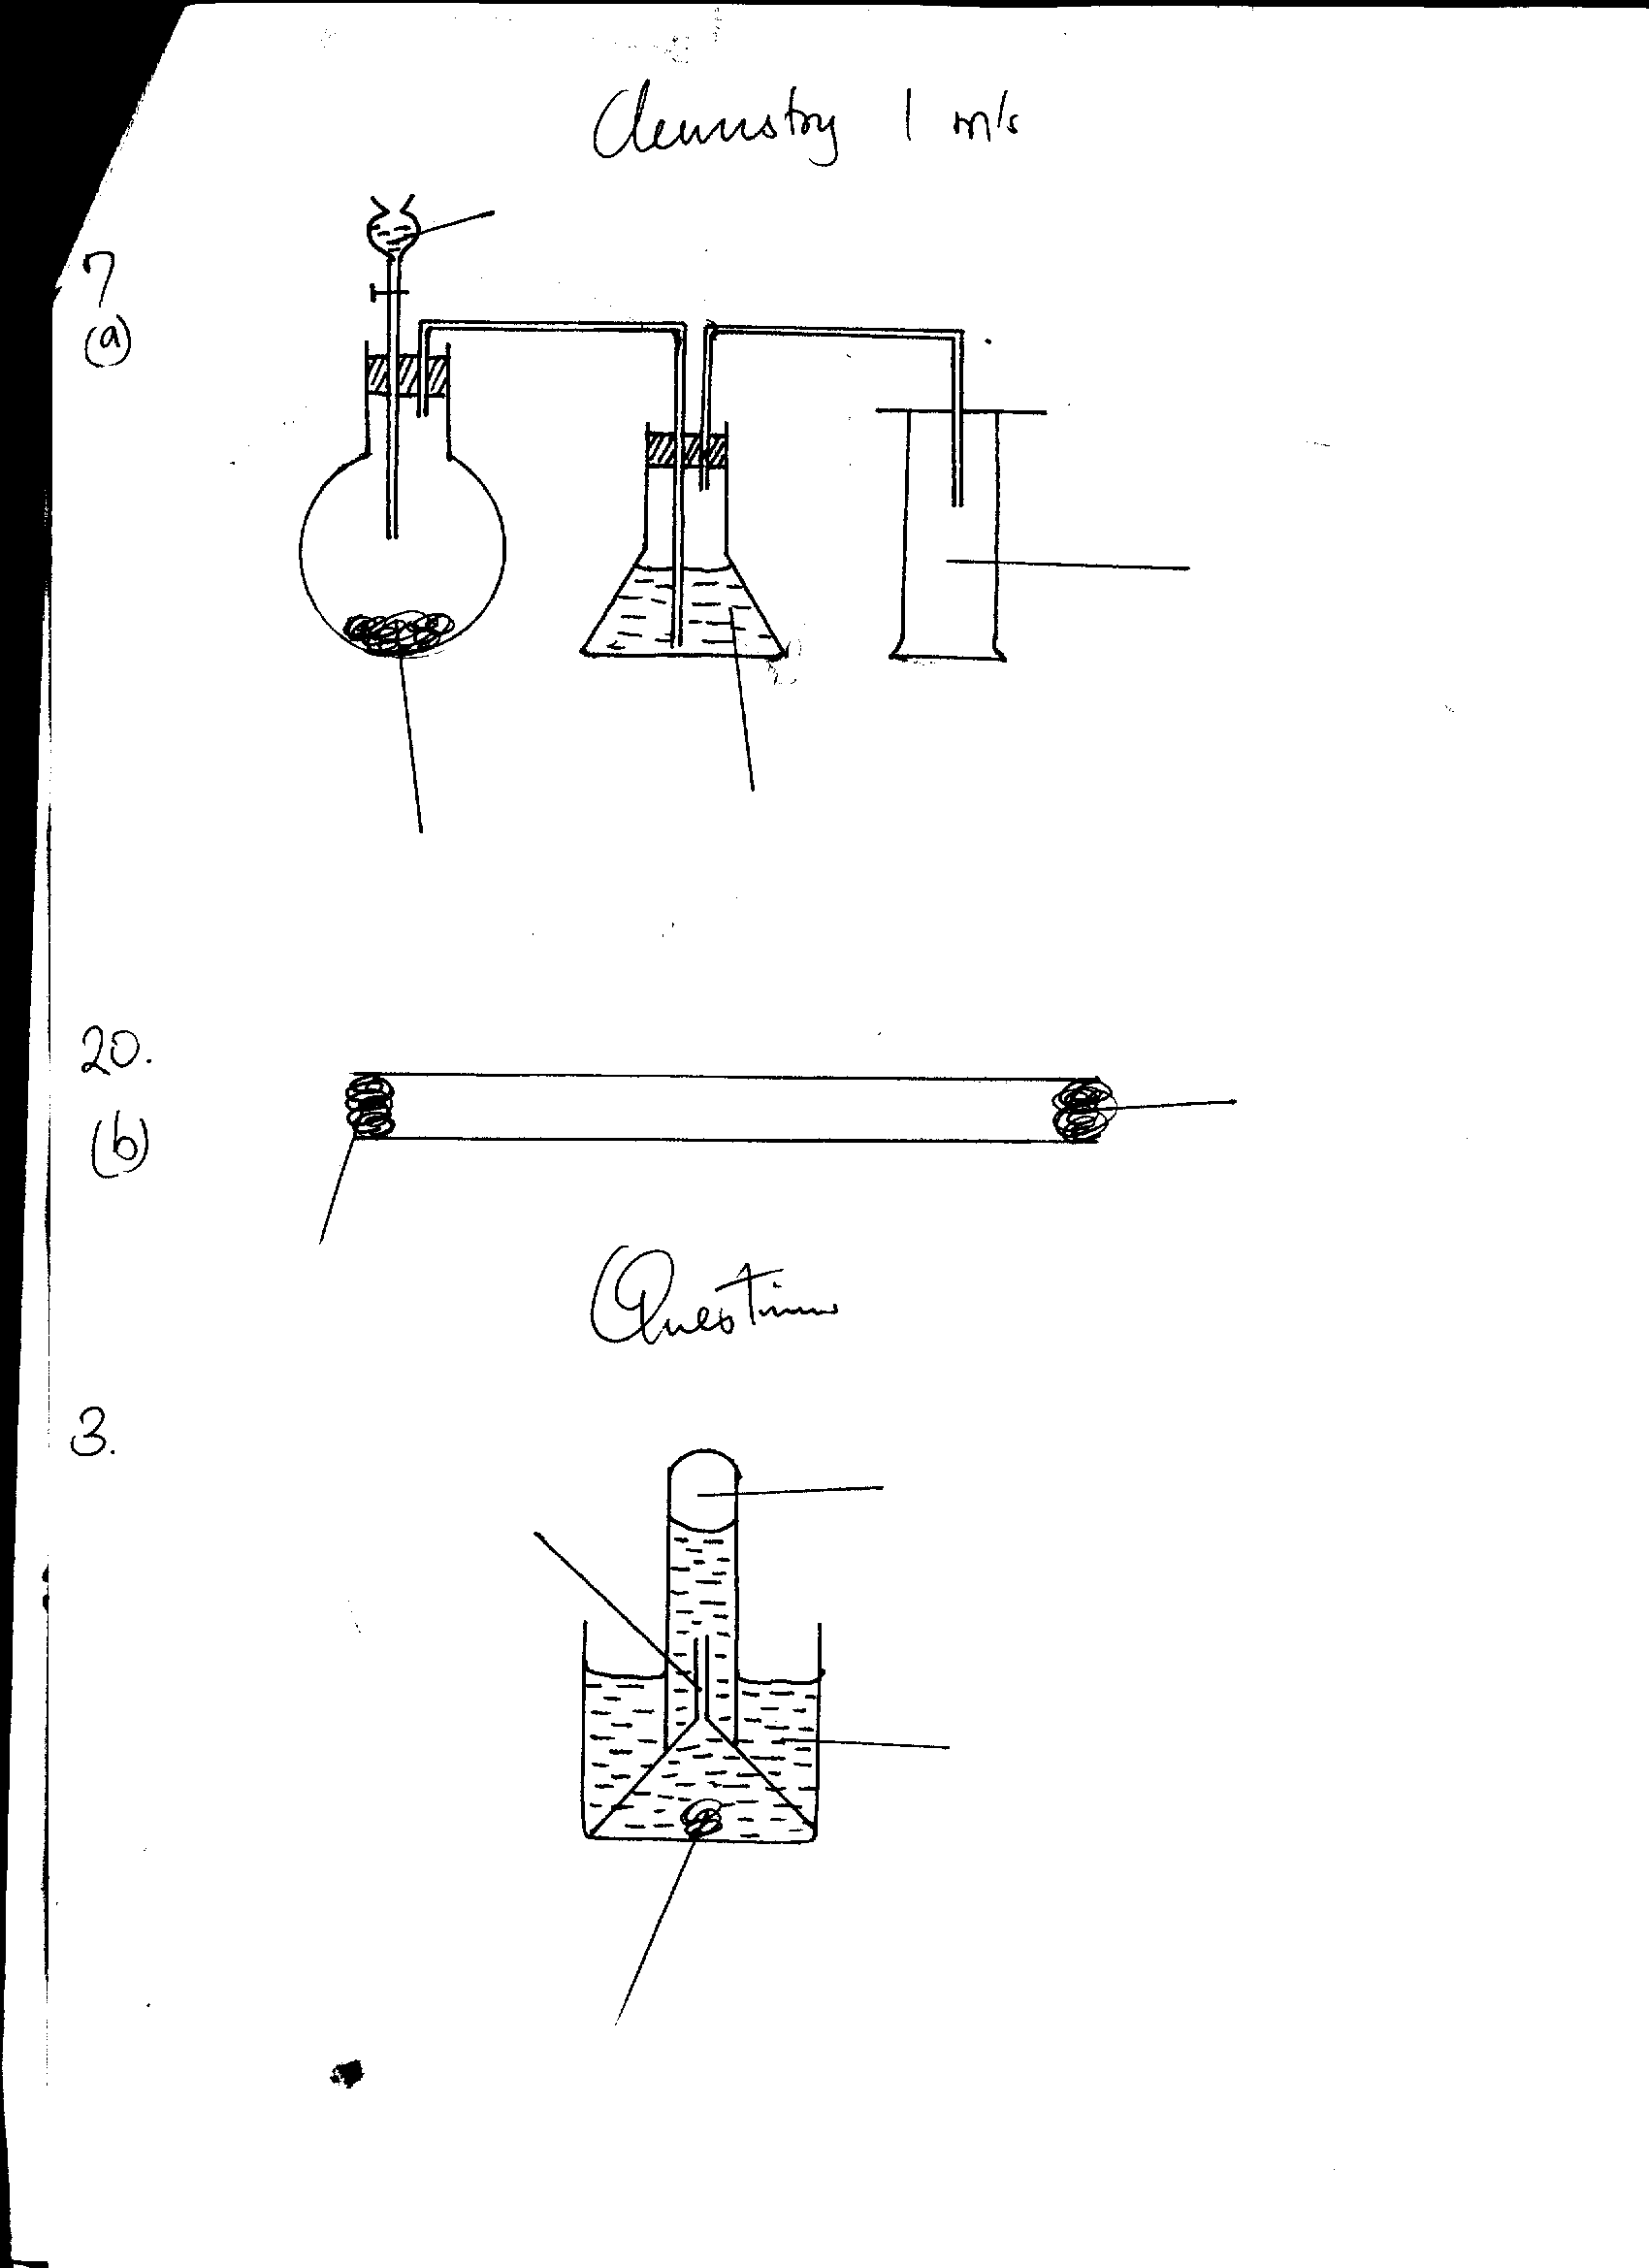 Chemistry 1 m/s
7
(a)
20.
(b)
Questions
3.